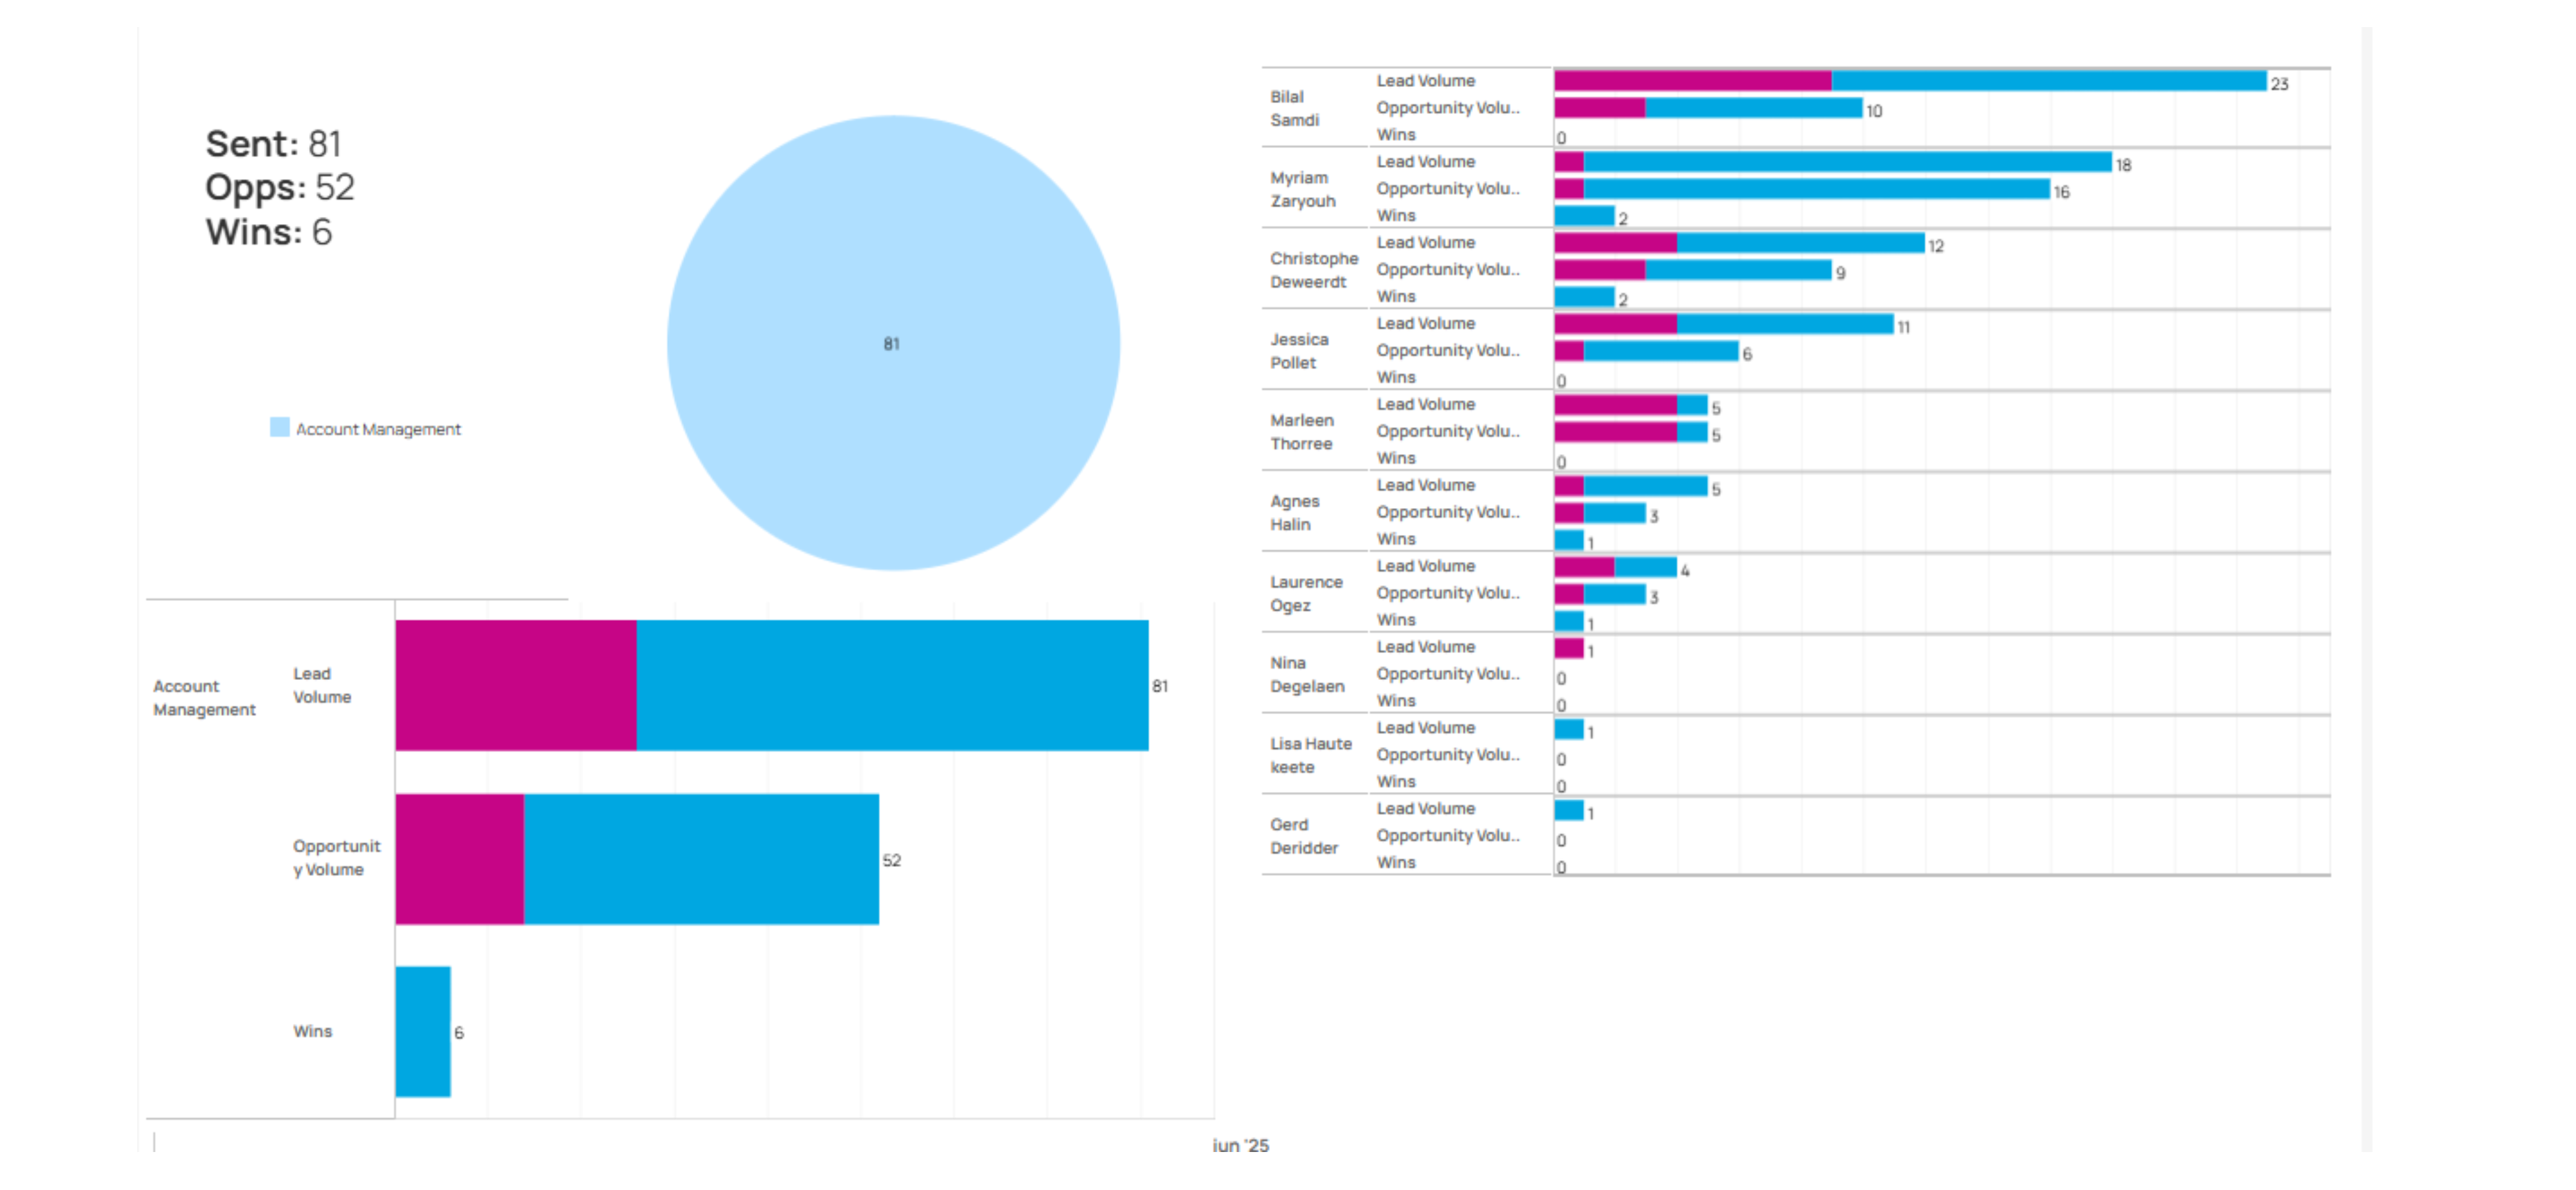 Sent: 81
Opps: 52
Wins: 6
81
Account Management
Account
Management
Lead
Volume
81
Opportunit
y Volume
52
Wins
6
Bilal
Samdi
Lead Volume
23
Opportunity Volu..
10
Wins
0
Myriam
Zaryouh
Lead Volume
18
Opportunity Volu..
16
Wins
2
Christophe
Deweerdt
Lead Volume
12
Opportunity Volu..
9
Wins
2
Jessica
Pollet
Lead Volume
11
Opportunity Volu..
6
Wins
0
Marleen
Thorree
Lead Volume
5
Opportunity Volu..
5
Wins
0
Agnes
Halin
Lead Volume
5
Opportunity Volu..
3
Wins
1
Laurence
Ogez
Lead Volume
4
Opportunity Volu..
3
Wins
1
Nina
Degelaen
Lead Volume
1
Opportunity Volu..
0
Wins
0
Lisa Haute
keete
Lead Volume
1
Opportunity Volu..
0
Wins
0
Gerd
Deridder
Lead Volume
1
Opportunity Volu..
0
Wins
0
jun '25